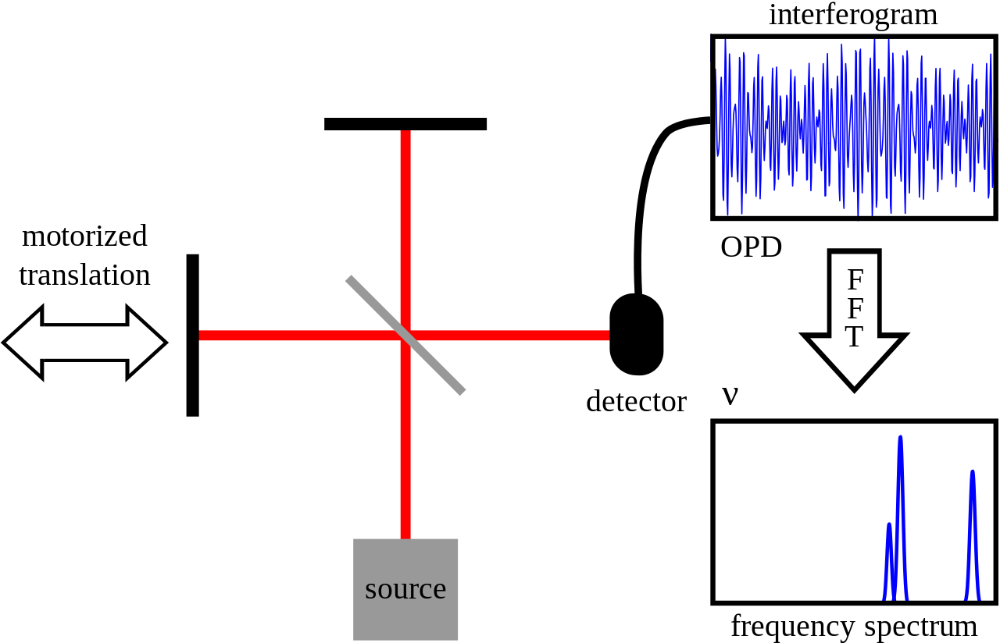 interferogram
motorized
translation
OPD
F
F
T
ν
detector
source
frequency spectrum